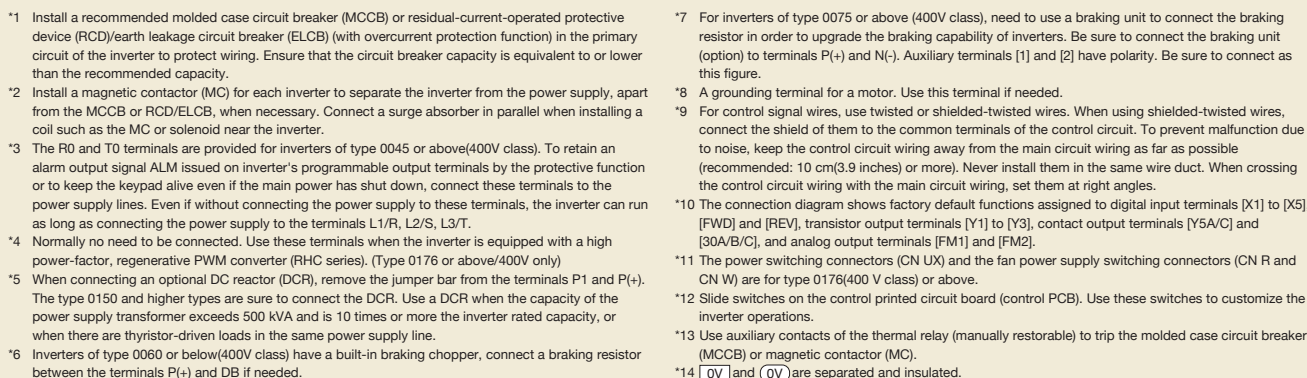 *1 Install a recommended molded case circuit breaker (MCCB) or residual-current-operated protective
device (RCD)/earth leakage circuit breaker (ELCB) (with overcurrent protection function) in the primary
circuit of the inverter to protect wiring. Ensure that the circuit breaker capacity is equivalent to or lower
than the recommended capacity.
*2 Install a magnetic contactor (MC) for each inverter to separate the inverter from the power supply, apart
from the MCCB or RCD/ELCB, when necessary. Connect a surge absorber in parallel when installing a
coil such as the MC or solenoid near the inverter.
*3 The R0 and T0 terminals are provided for inverters of type 0045 or above(400V class). To retain an
alarm output signal ALM issued on inverter's programmable output terminals by the protective function
or to keep the keypad alive even if the main power has shut down, connect these terminals to the
power supply lines. Even if without connecting the power supply to these terminals, the inverter can run
as long as connecting the power supply to the terminals L1/R, L2/S, L3/T.
*4 Normally no need to be connected. Use these terminals when the inverter is equipped with a high
power-factor, regenerative PWM converter (RHC series). (Type 0176 or above/400V only)
*5 When connecting an optional DC reactor (DCR), remove the jumper bar from the terminals P1 and P(+).
The type 0150 and higher types are sure to connect the DCR. Use a DCR when the capacity of the
power supply transformer exceeds 500 kVA and is 10 times or more the inverter rated capacity, or
when there are thyristor-driven loads in the same power supply line.
*6 Inverters of type 0060 or below(400V class) have a built-in braking chopper, connect a braking resistor
between the terminals P(+) and DB if needed.
*7 For inverters of type 0075 or above (400V class), need to use a braking unit to connect the braking
resistor in order to upgrade the braking capability of inverters. Be sure to connect the braking unit
(option) to terminals P(+) and N(-). Auxiliary terminals [1] and [2] have polarity. Be sure to connect as
this figure.
*8 A grounding terminal for a motor. Use this terminal if needed.
*9 For control signal wires, use twisted or shielded-twisted wires. When using shielded-twisted wires,
connect the shield of them to the common terminals of the control circuit. To prevent malfunction due
to noise, keep the control circuit wiring away from the main circuit wiring as far as possible
(recommended: 10 cm(3.9 inches) or more). Never install them in the same wire duct. When crossing
the control circuit wiring with the main circuit wiring, set them at right angles.
*10 The connection diagram shows factory default functions assigned to digital input terminals [X1] to [X5]
[FWD] and [REV], transistor output terminals [Y1] to [Y3], contact output terminals [Y5A/C] and
[30A/B/C], and analog output terminals [FM1] and [FM2].
*11 The power switching connectors (CN UX) and the fan power supply switching connectors (CN R and
CN W) are for type 0176(400 V class) or above.
*12 Slide switches on the control printed circuit board (control PCB). Use these switches to customize the
inverter operations.
*13 Use auxiliary contacts of the thermal relay (manually restorable) to trip the molded case circuit breaker
(MCCB) or magnetic contactor (MC).
*14 0V and 0V are separated and insulated.